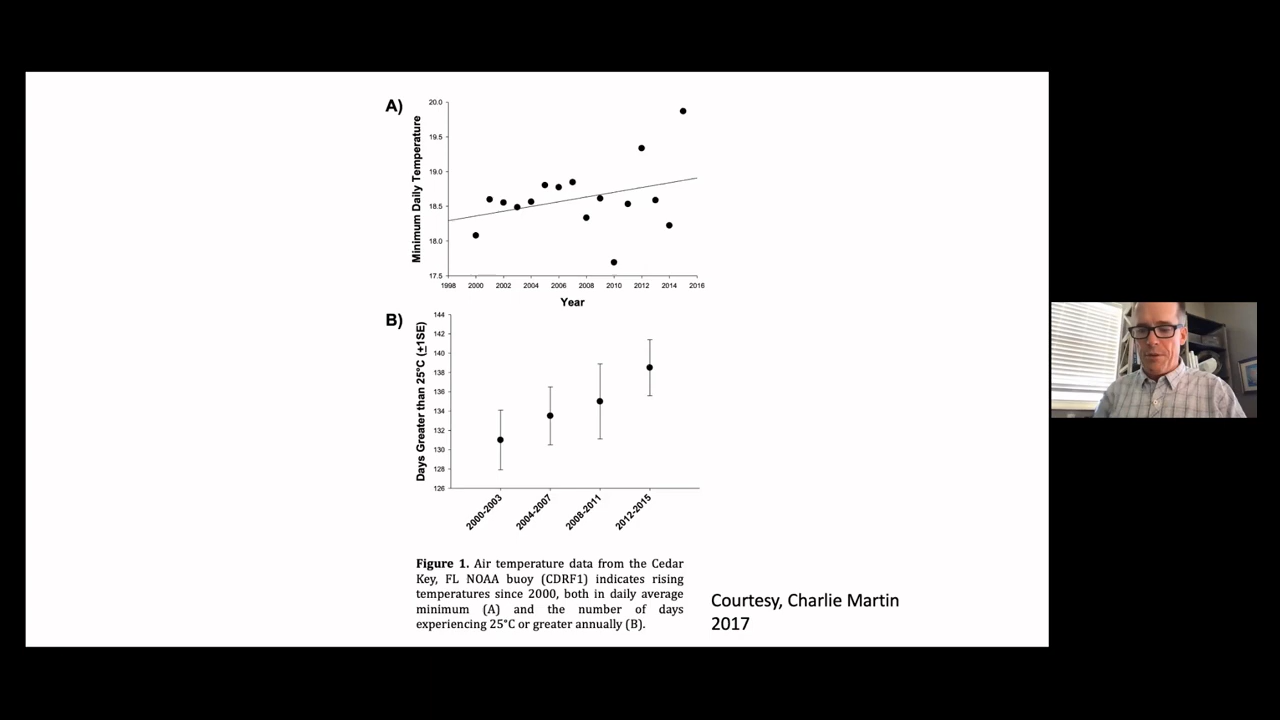 A)
Minimum Daily Temperature
20.0
19.5
19.0
18.5
18.0
17.5
1998 2000 2002 2004 2006 2008 2010 2012 2014 2016
Year
B)
Days Greater than 25°C (±1SE)
144
142
140
138
136
134
132
130
128
126
2000-2003 2004-2007 2008-2011 2012-2015
Figure 1. Air temperature data from the Cedar
Key, FL NOAA buoy (CDRF1) indicates rising
temperatures since 2000, both in daily average
minimum (A) and the number of days
experiencing 25°C or greater annually (B).
Courtesy, Charlie Martin
2017